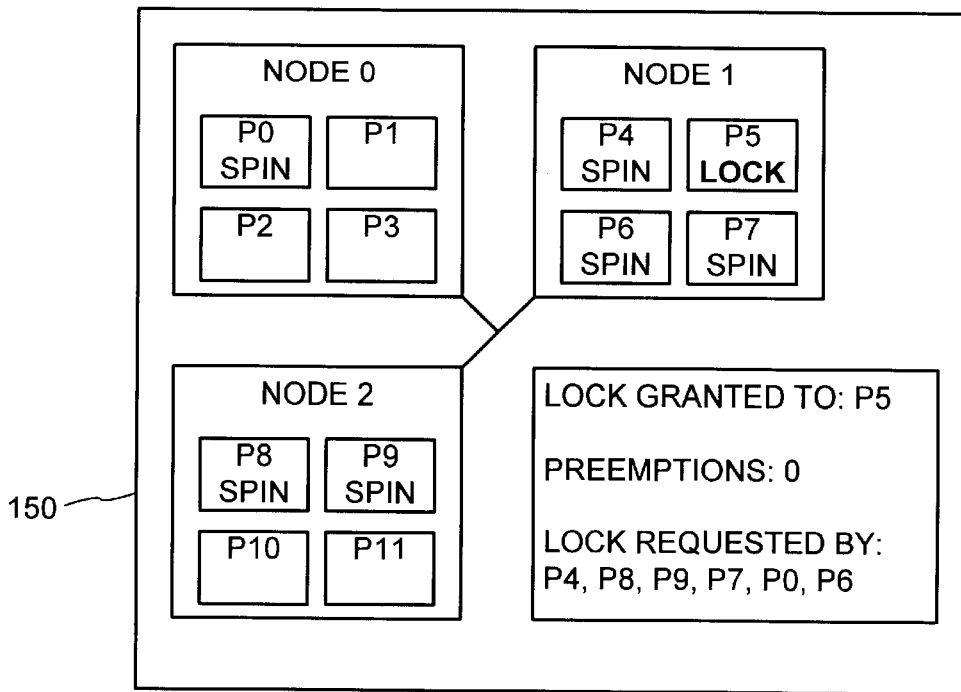 NODE 0
P0
SPIN
P1
P2
P3
NODE 1
P4
SPIN
P5
LOCK
P6
SPIN
P7
SPIN
NODE 2
P8
SPIN
P9
SPIN
P10
P11
LOCK GRANTED TO: P5
PREEMPTIONS: 0
LOCK REQUESTED BY:
P4, P8, P9, P7, P0, P6
150